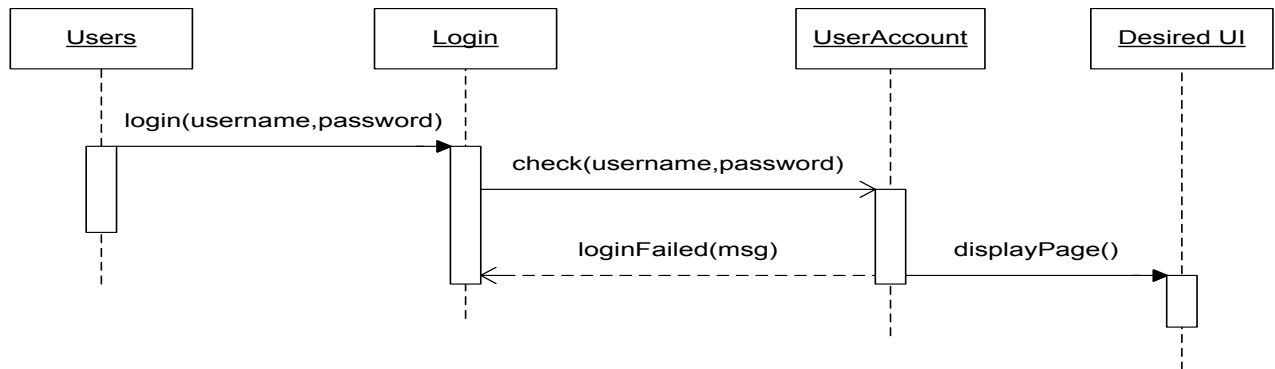 Users
Login
UserAccount
Desired UI
login(username,password)
check(username,password)
loginFailed(msg)
displayPage()